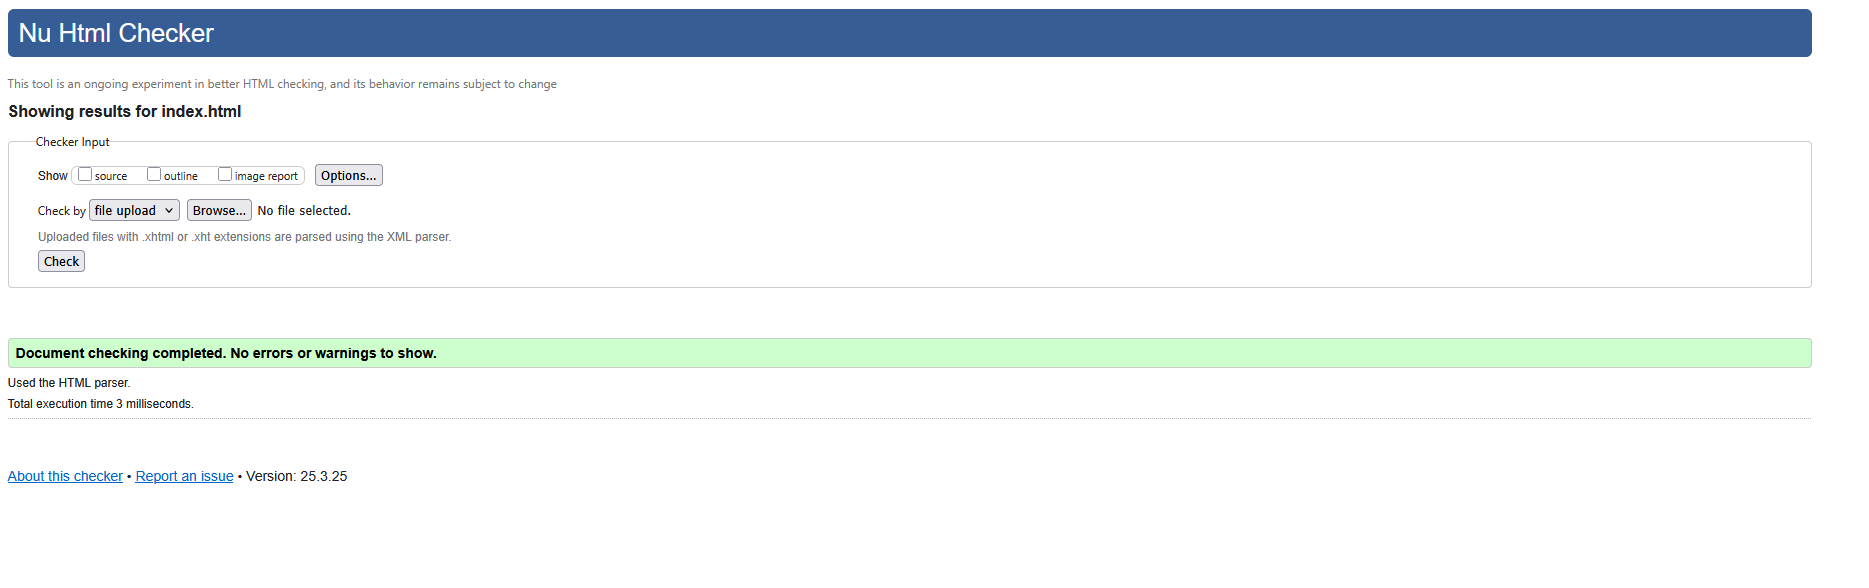 Nu Html Checker
This tool is an ongoing experiment in better HTML checking, and its behavior remains subject to change
Showing results for index.html
Checker Input
Show source outline image report Options...
Check by file upload Browse... No file selected.
Uploaded files with .xhtml or .xht extensions are parsed using the XML parser.
Check
Document checking completed. No errors or warnings to show.
Used the HTML parser.
Total execution time 3 milliseconds.
About this checker • Report an issue • Version: 25.3.25